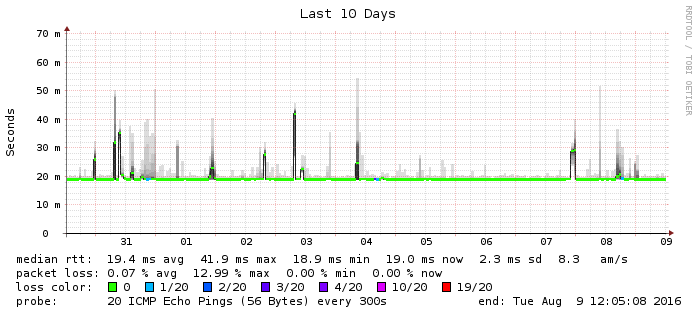 Last 10 Days
RRDTOOL / TOBI OETIKER
Seconds
70 m
60 m
50 m
40 m
30 m
20 m
10 m
0
31 01 02 03 04 05 06 07 08 09
median rtt: 19.4 ms avg 41.9 ms max 18.9 ms min 19.0 ms now 2.3 ms sd 8.3 am/s
packet loss: 0.07 % avg 12.99 % max 0.00 % min 0.00 % now
loss color: 0 1/20 2/20 3/20 4/20 10/20 19/20
probe: 20 ICMP Echo Pings (56 Bytes) every 300s end: Tue Aug 9 12:05:08 2016